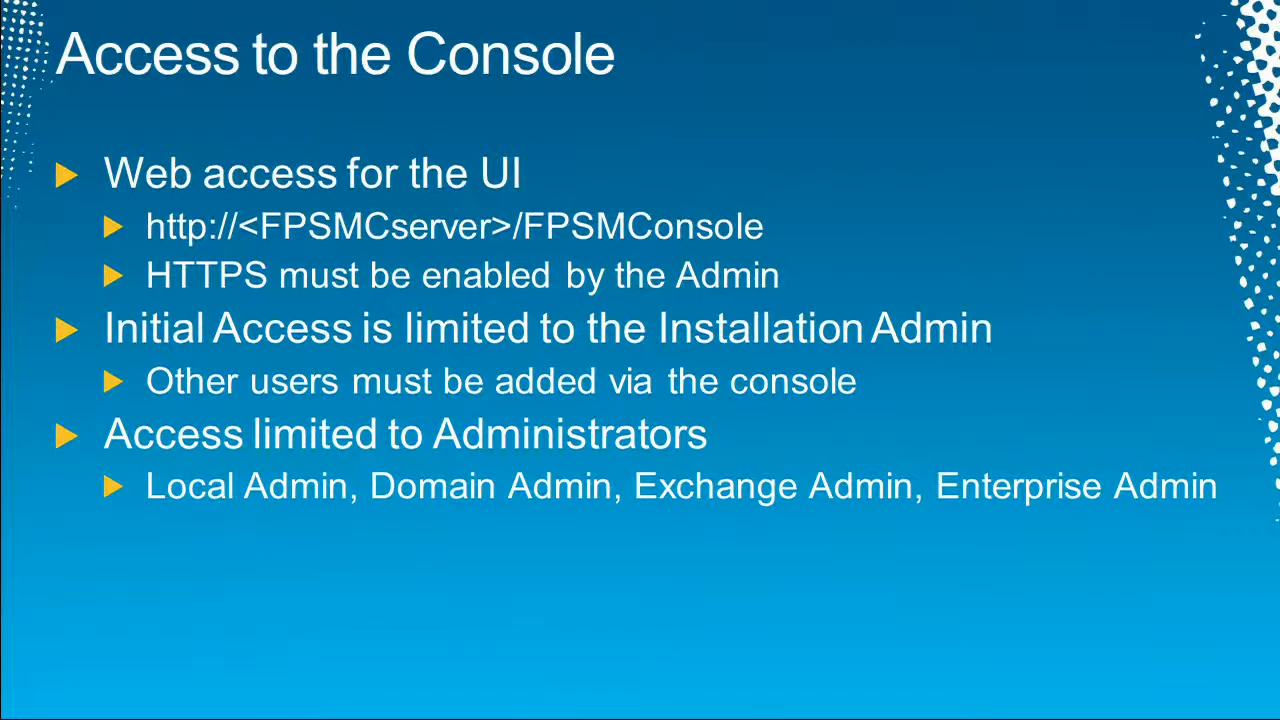 Access to the Console
Web access for the UI
http://<FPSMCserver>/FPSMConsole
HTTPS must be enabled by the Admin
Initial Access is limited to the Installation Admin
Other users must be added via the console
Access limited to Administrators
Local Admin, Domain Admin, Exchange Admin, Enterprise Admin